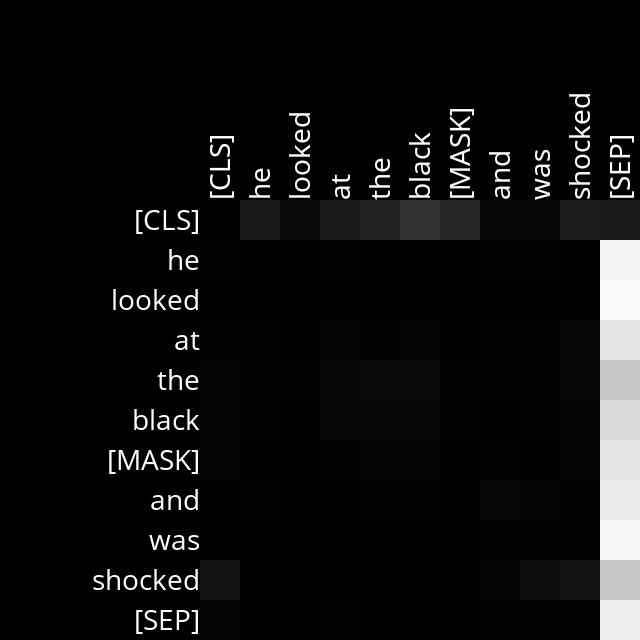 [CLS] he looked at the black [MASK] and was shocked [SEP]
[CLS]
he
looked
at
the
black
[MASK]
and
was
shocked
[SEP]